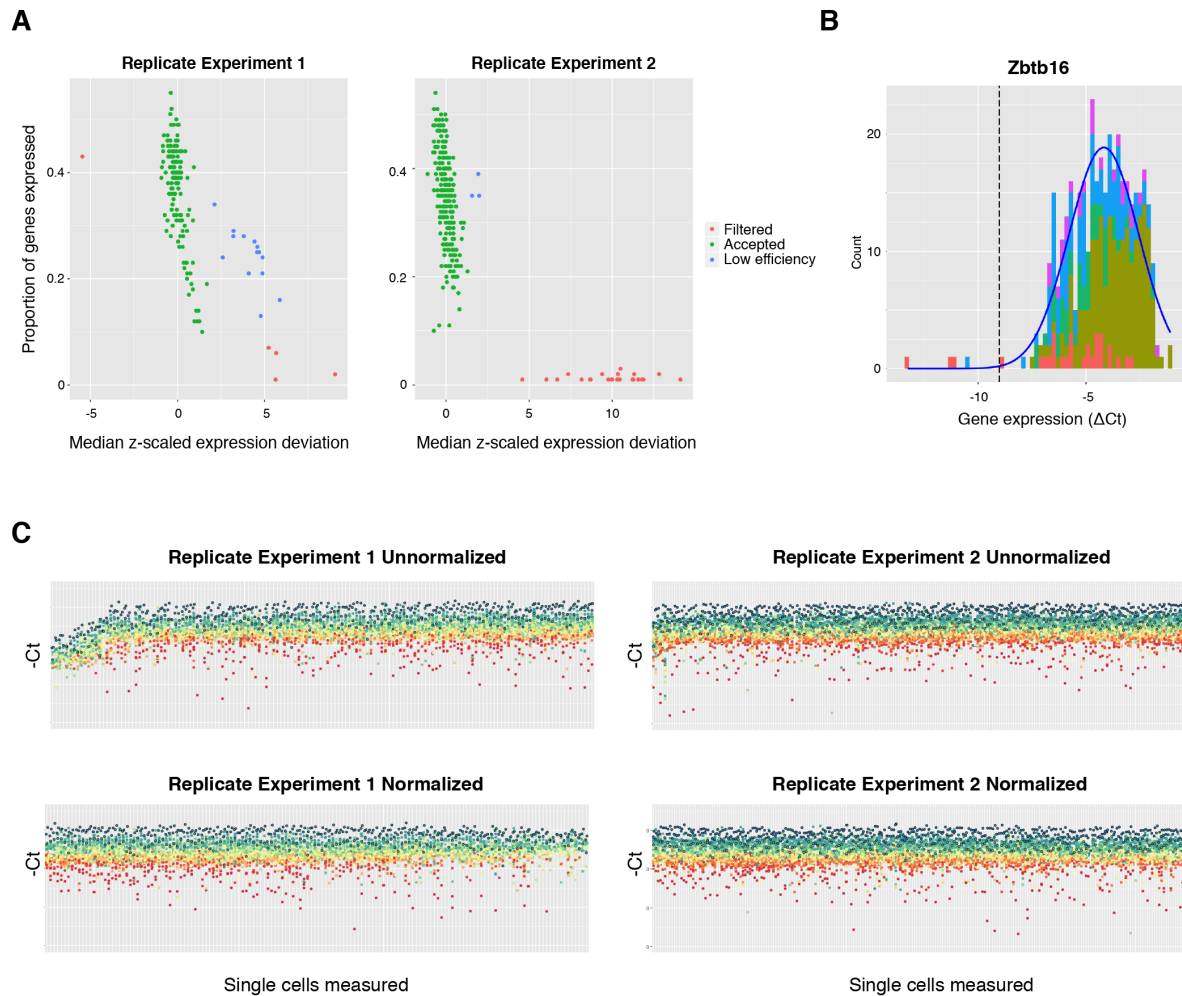 A
B
Replicate Experiment 1
Replicate Experiment 2
Zbtb16
Proportion of genes expressed
0.4
0.2
0
-5
0
5
Median z-scaled expression deviation
0.4
0.2
0
0
5
10
Median z-scaled expression deviation
Filtered
Accepted
Low efficiency
Count
20
10
0
-10
-5
Gene expression (ΔCt)
C
Replicate Experiment 1 Unnormalized
Replicate Experiment 2 Unnormalized
-Ct
-Ct
Replicate Experiment 1 Normalized
Replicate Experiment 2 Normalized
-Ct
-Ct
Single cells measured
Single cells measured